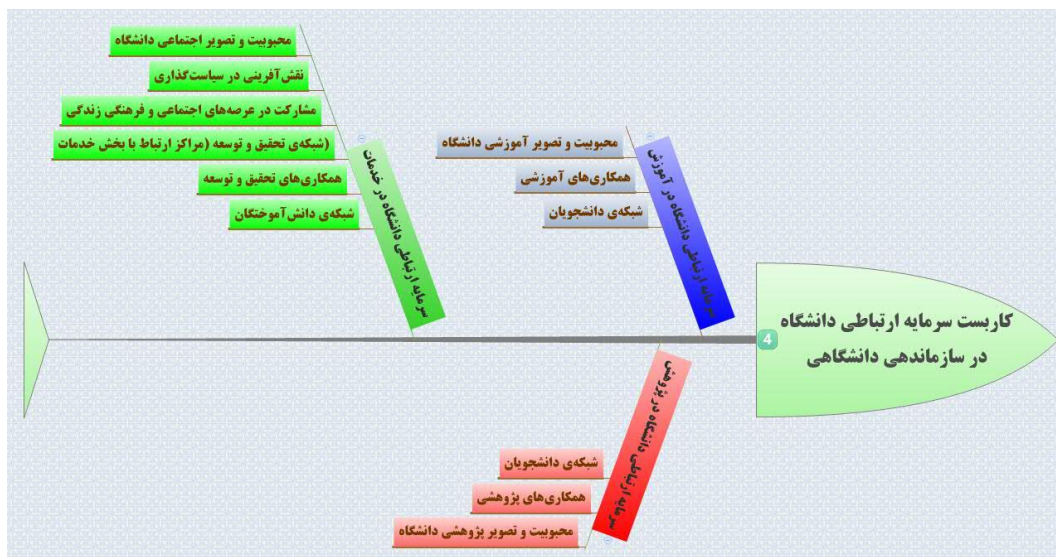 کاربست سرمایه ارتباطی دانشگاه
در سازماندهی دانشگاهی
4
سرمایه ارتباطی دانشگاه در آموزش
محبوبیت و تصویر آموزشی دانشگاه
همکاری‌های آموزشی
شبکه‌ی دانشجویان
سرمایه ارتباطی دانشگاه در خدمات
محبوبیت و تصویر اجتماعی دانشگاه
نقش‌آفرینی در سیاست‌گذاری
مشارکت در عرصه‌های اجتماعی و فرهنگی زندگی
(شبکه‌ی تحقیق و توسعه (مراکز ارتباط با بخش خدمات
همکاری‌های تحقیق و توسعه
شبکه‌ی دانش‌آموختگان
سرمایه ارتباطی دانشگاه در پژوهش
شبکه‌ی دانشجویان
همکاری‌های پژوهشی
محبوبیت و تصویر پژوهشی دانشگاه